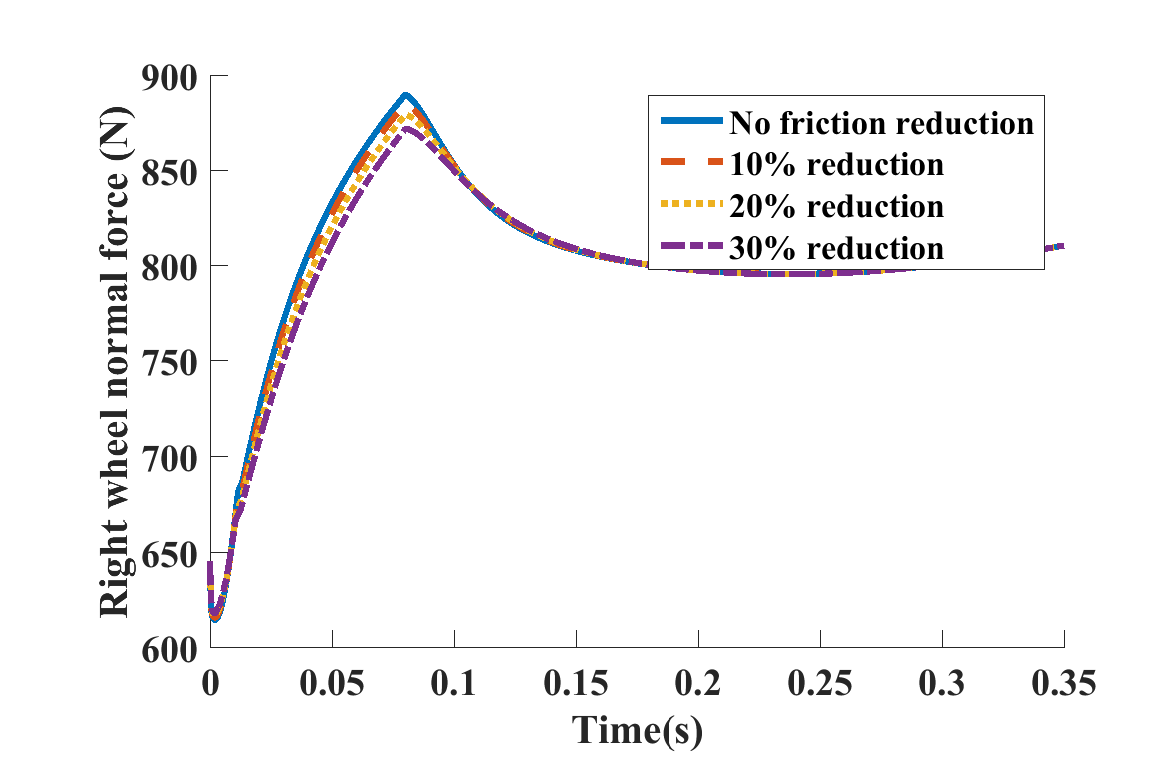 Right wheel normal force (N)
900
850
800
750
700
650
600
No friction reduction
10% reduction
20% reduction
30% reduction
0 0.05 0.1 0.15 0.2 0.25 0.3 0.35
Time(s)